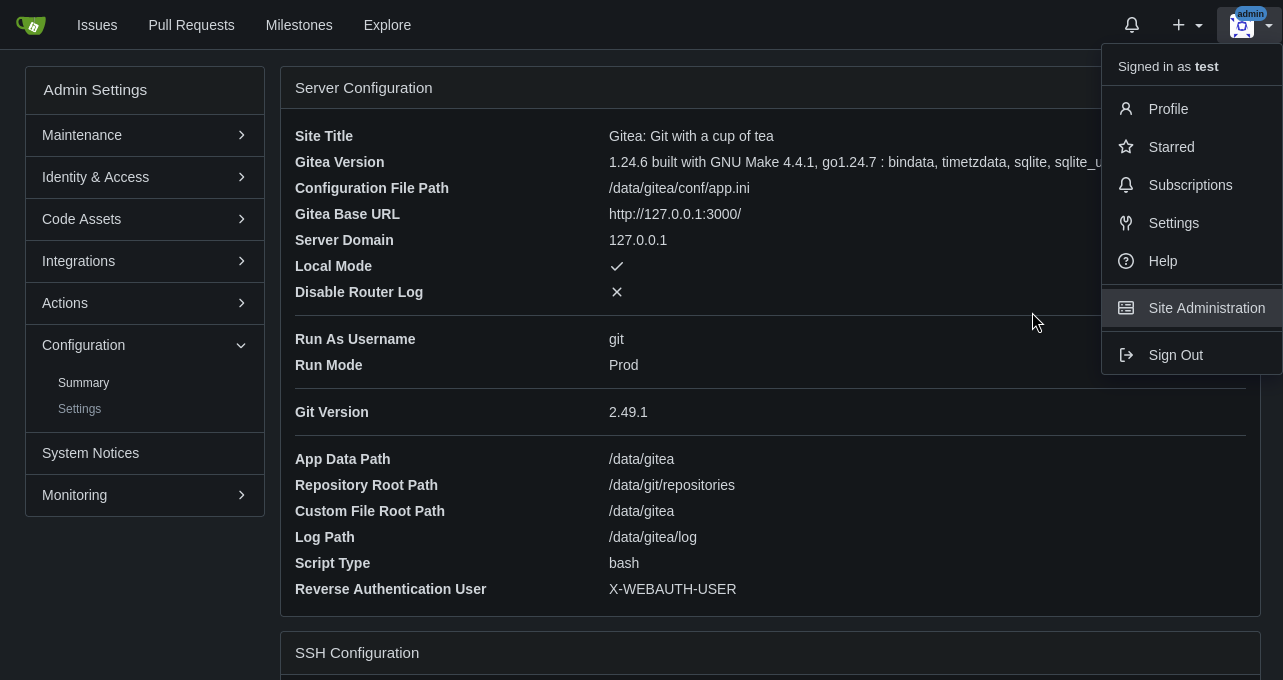 Issues Pull Requests Milestones Explore admin
Signed in as test
Profile
Starred
Subscriptions
Settings
Help
Site Administration
Sign Out
Admin Settings
Maintenance
Identity & Access
Code Assets
Integrations
Actions
Configuration
Summary
Settings
System Notices
Monitoring
Server Configuration
Site Title Gitea: Git with a cup of tea
Gitea Version 1.24.6 built with GNU Make 4.4.1, go1.24.7 : bindata, timetzdata, sqlite,
Configuration File Path /data/gitea/conf/app.ini
Gitea Base URL http://127.0.0.1:3000/
Server Domain 127.0.0.1
Local Mode
Disable Router Log
Run As Username git
Run Mode Prod
Git Version 2.49.1
App Data Path /data/gitea
Repository Root Path /data/git/repositories
Custom File Root Path /data/gitea
Log Path /data/gitea/log
Script Type bash
Reverse Authentication User X-WEBAUTH-USER
SSH Configuration